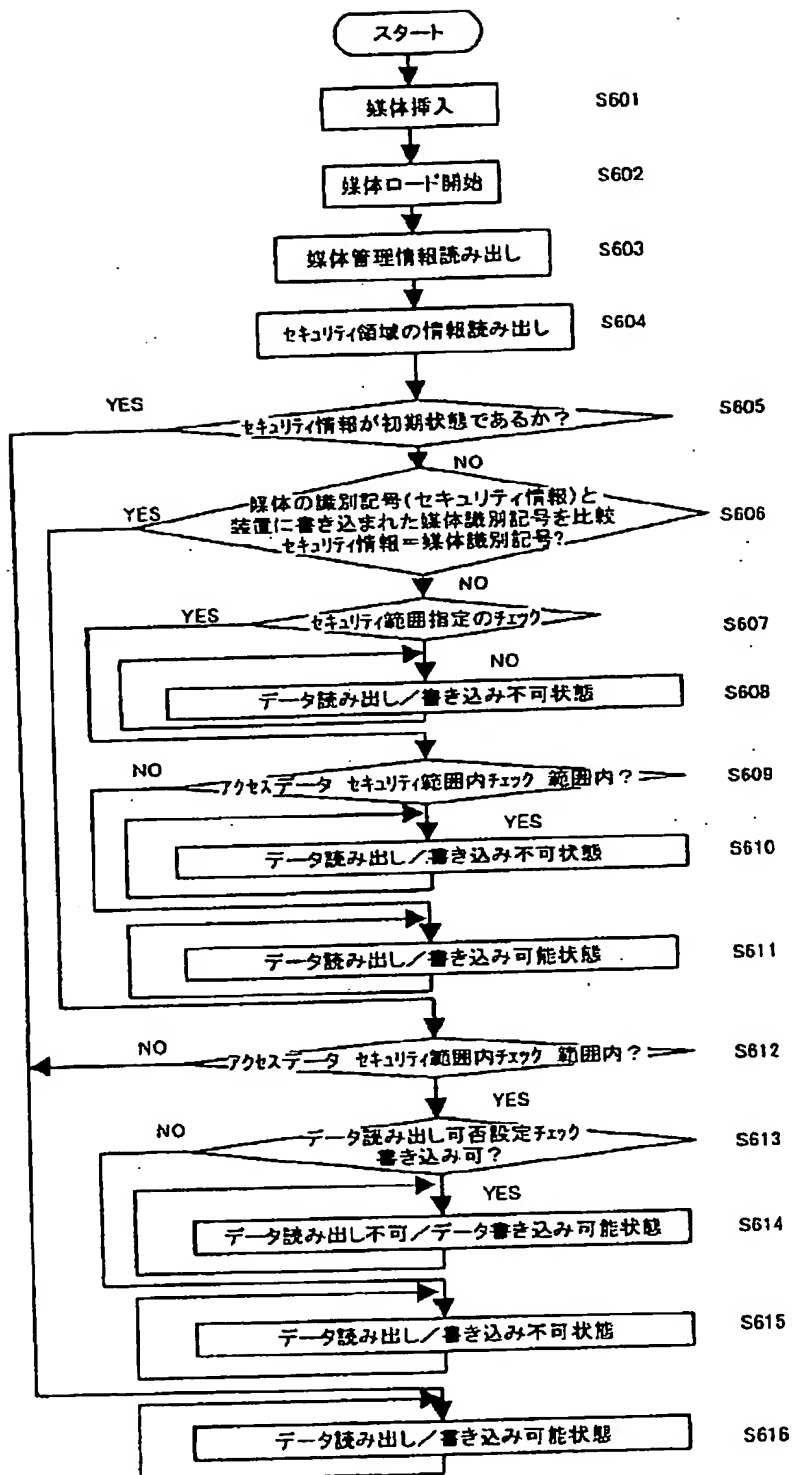 スタート
媒体挿入 S601
媒体ロード開始 S602
媒体管理情報読み出し S603
セキュリティ領域の情報読み出し S604
YES
セキュリティ情報が初期状態であるか? S605
NO
YES
媒体の識別記号(セキュリティ情報)と
装置に書き込まれた媒体識別記号を比較
セキュリティ情報=媒体識別記号?
S606
NO
YES
セキュリティ範囲指定のチェック S607
NO
データ読み出し/書き込み不可状態 S608
NO
アクセスデータ セキュリティ範囲内チェック 範囲内? S609
YES
データ読み出し/書き込み不可状態 S610
データ読み出し/書き込み可能状態 S611
NO
アクセスデータ セキュリティ範囲内チェック 範囲内? S612
YES
NO
データ読み出し可否設定チェック
書き込み可?
S613
YES
データ読み出し不可/データ書き込み可能状態 S614
データ読み出し/書き込み不可状態 S615
データ読み出し/書き込み可能状態 S616